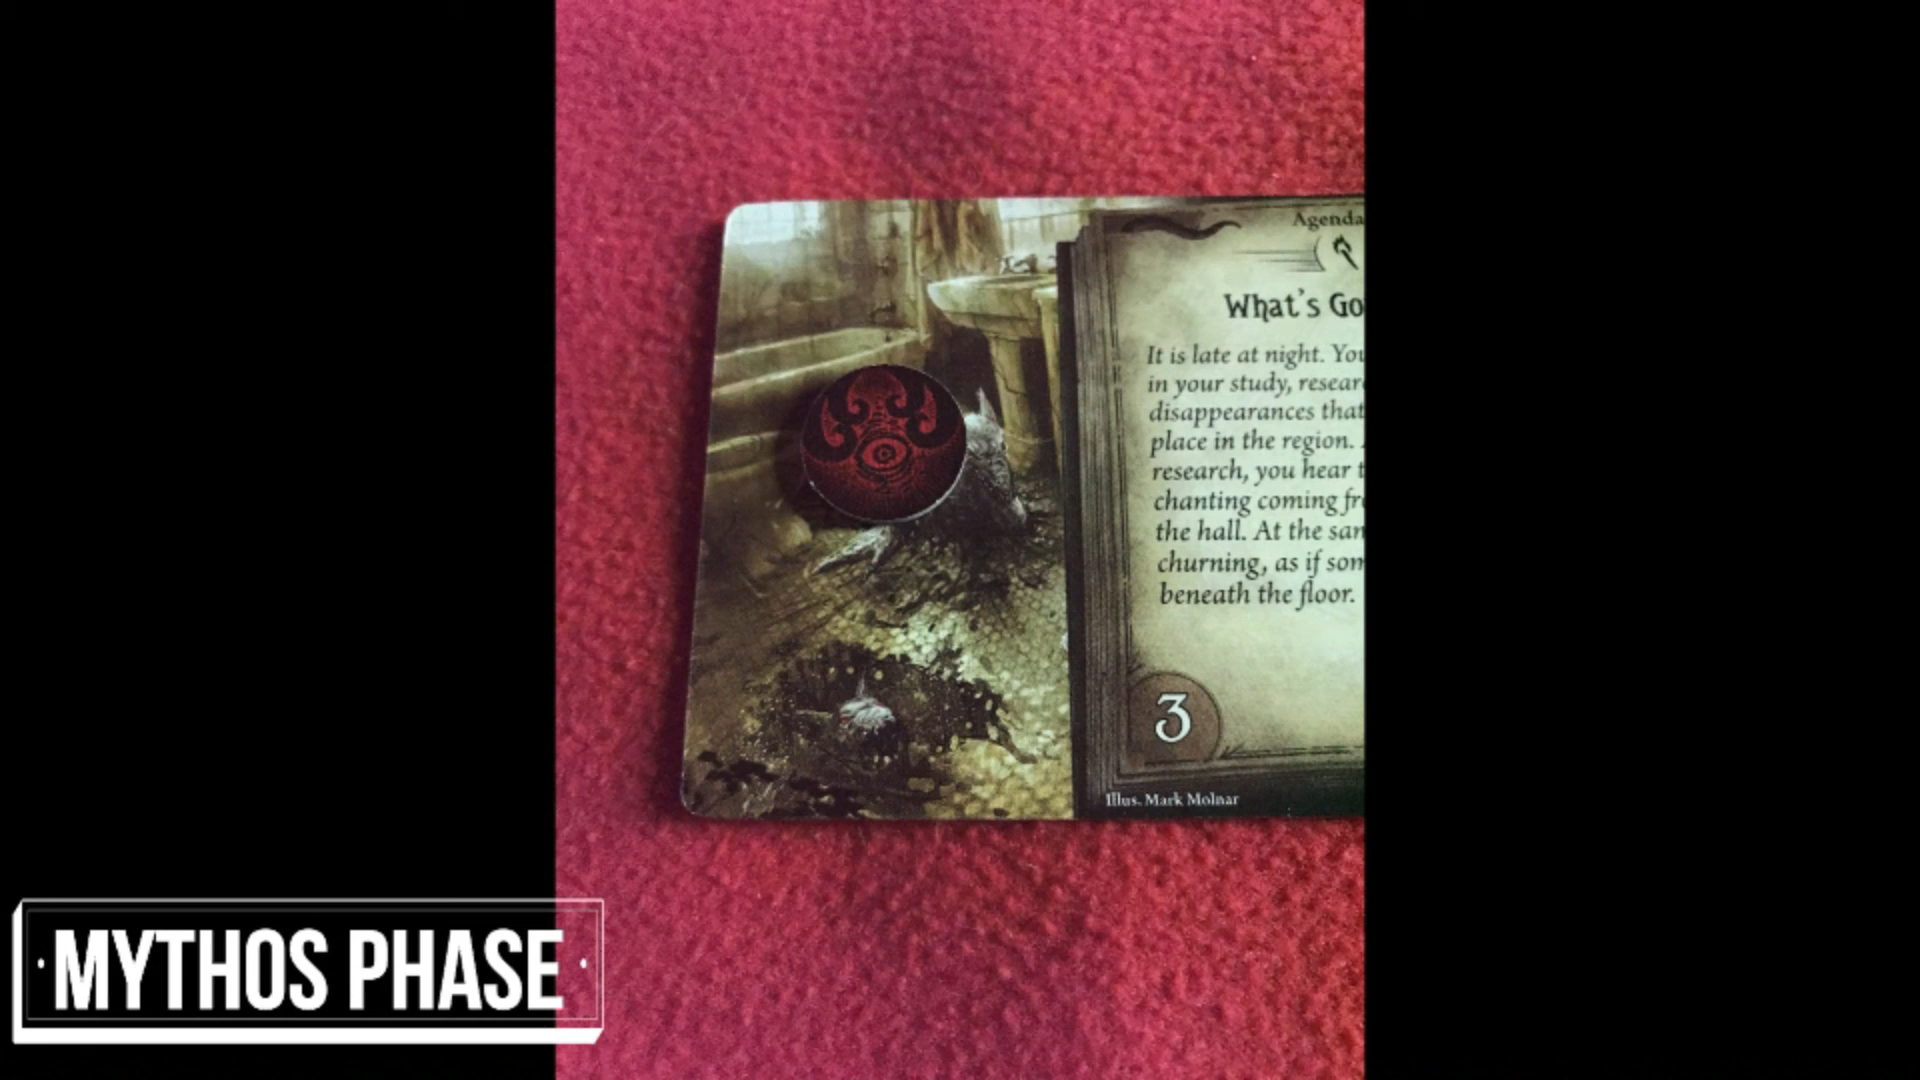 Agenda
What's Go
It is late at night. You
in your study, resear
disappearances that
place in the region.
research, you hear t
chanting coming fr
the hall. At the sam
churning, as if som
beneath the floor.
3
Illus. Mark Molnar
· MYTHOS PHASE ·